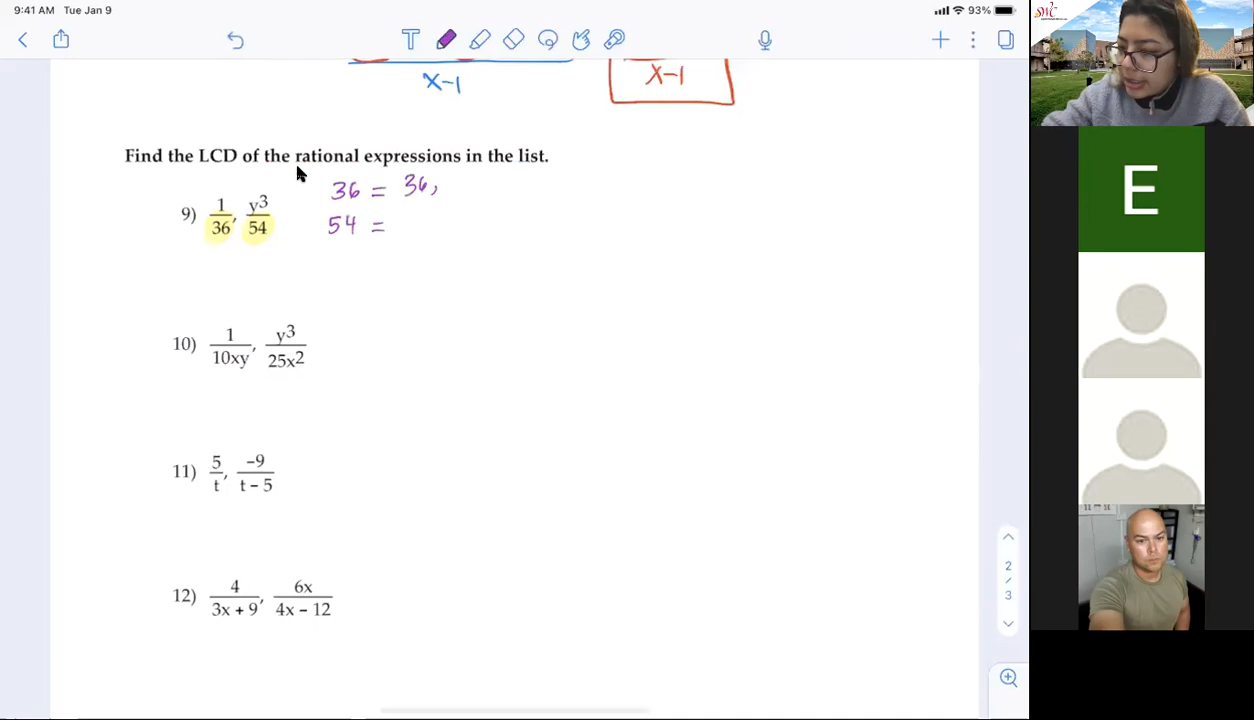 9:41 AM Tue Jan 9
93%
T
x-1
x-1
Find the LCD of the rational expressions in the list.
9) 1/36, y³/54
36 = 36,
54 =
10) 1/10xy, y³/25x²
11) 5/t, -9/t - 5
12) 4/3x + 9, 6x/4x - 12
2
/
3
SWC
E